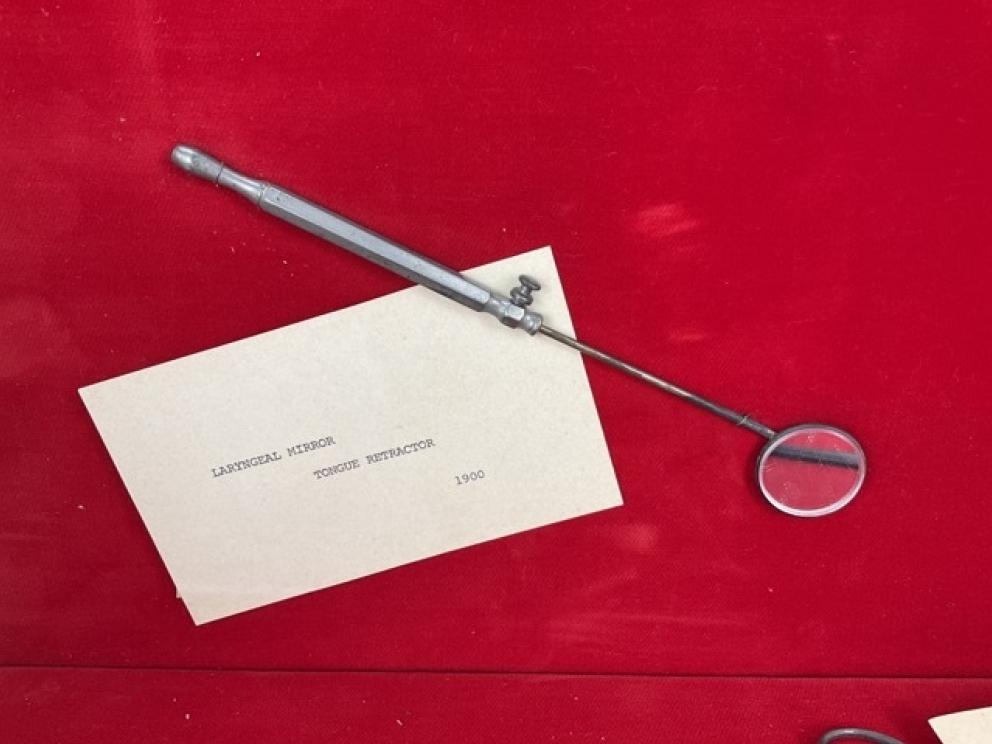 LARYNGEAL MIRROR
TONGUE RETRACTOR
1900